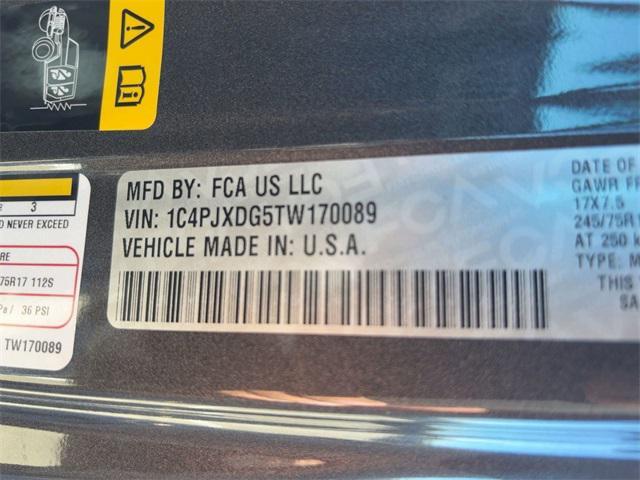 MFD BY: FCA US LLC
VIN: 1C4PJXDG5TW170089
VEHICLE MADE IN: U.S.A.
3
D NEVER EXCEED
RE
75R17 112S
Pa / 36 PSI
TW170089
DATE OF
GAWR FR
17X7.5
245/75R1
AT 250
TYPE: M
THIS
SA